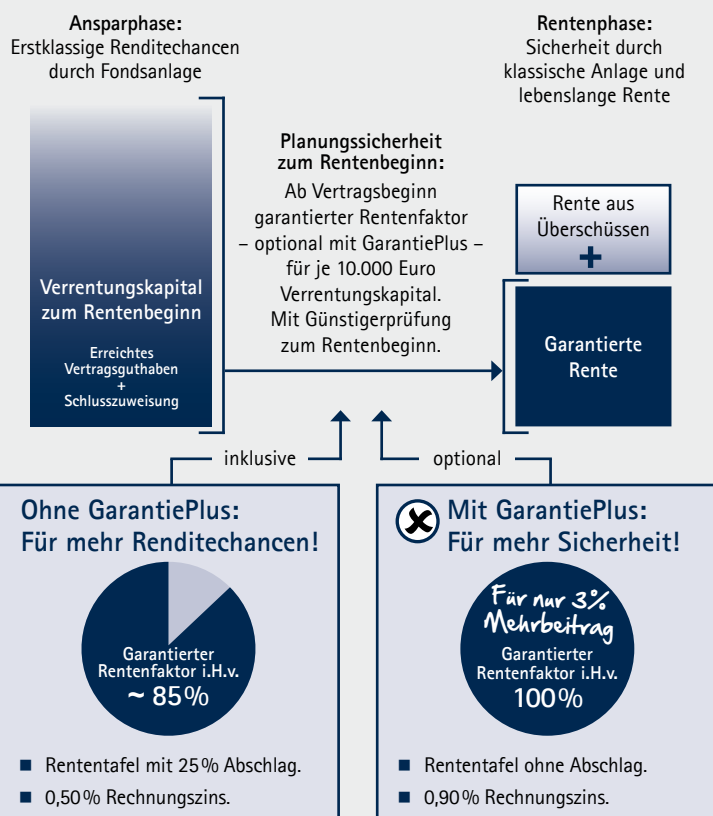 Ansparphase:
Erstklassige Renditechancen
durch Fondsanlage
Rentenphase:
Sicherheit durch
klassische Anlage und
lebenslange Rente
Verrentungskapital
zum Rentenbeginn
Erreichtes
Vertragsguthaben
+
Schlusszuweisung
Planungssicherheit
zum Rentenbeginn:
Ab Vertragsbeginn
garantierter Rentenfaktor
– optional mit GarantiePlus –
für je 10.000 Euro
Verrentungskapital.
Mit Günstigerprüfung
zum Rentenbeginn.
Rente aus
Überschüssen
+
Garantierte
Rente
inklusive
optional
Ohne GarantiePlus:
Für mehr Renditechancen!
Garantierter
Rentenfaktor i.H.v.
~ 85%
■ Rententafel mit 25% Abschlag.
■ 0,50% Rechnungszins.
Mit GarantiePlus:
Für mehr Sicherheit!
Für nur 3%
Mehrbeitrag
Garantierter
Rentenfaktor i.H.v.
100%
■ Rententafel ohne Abschlag.
■ 0,90% Rechnungszins.